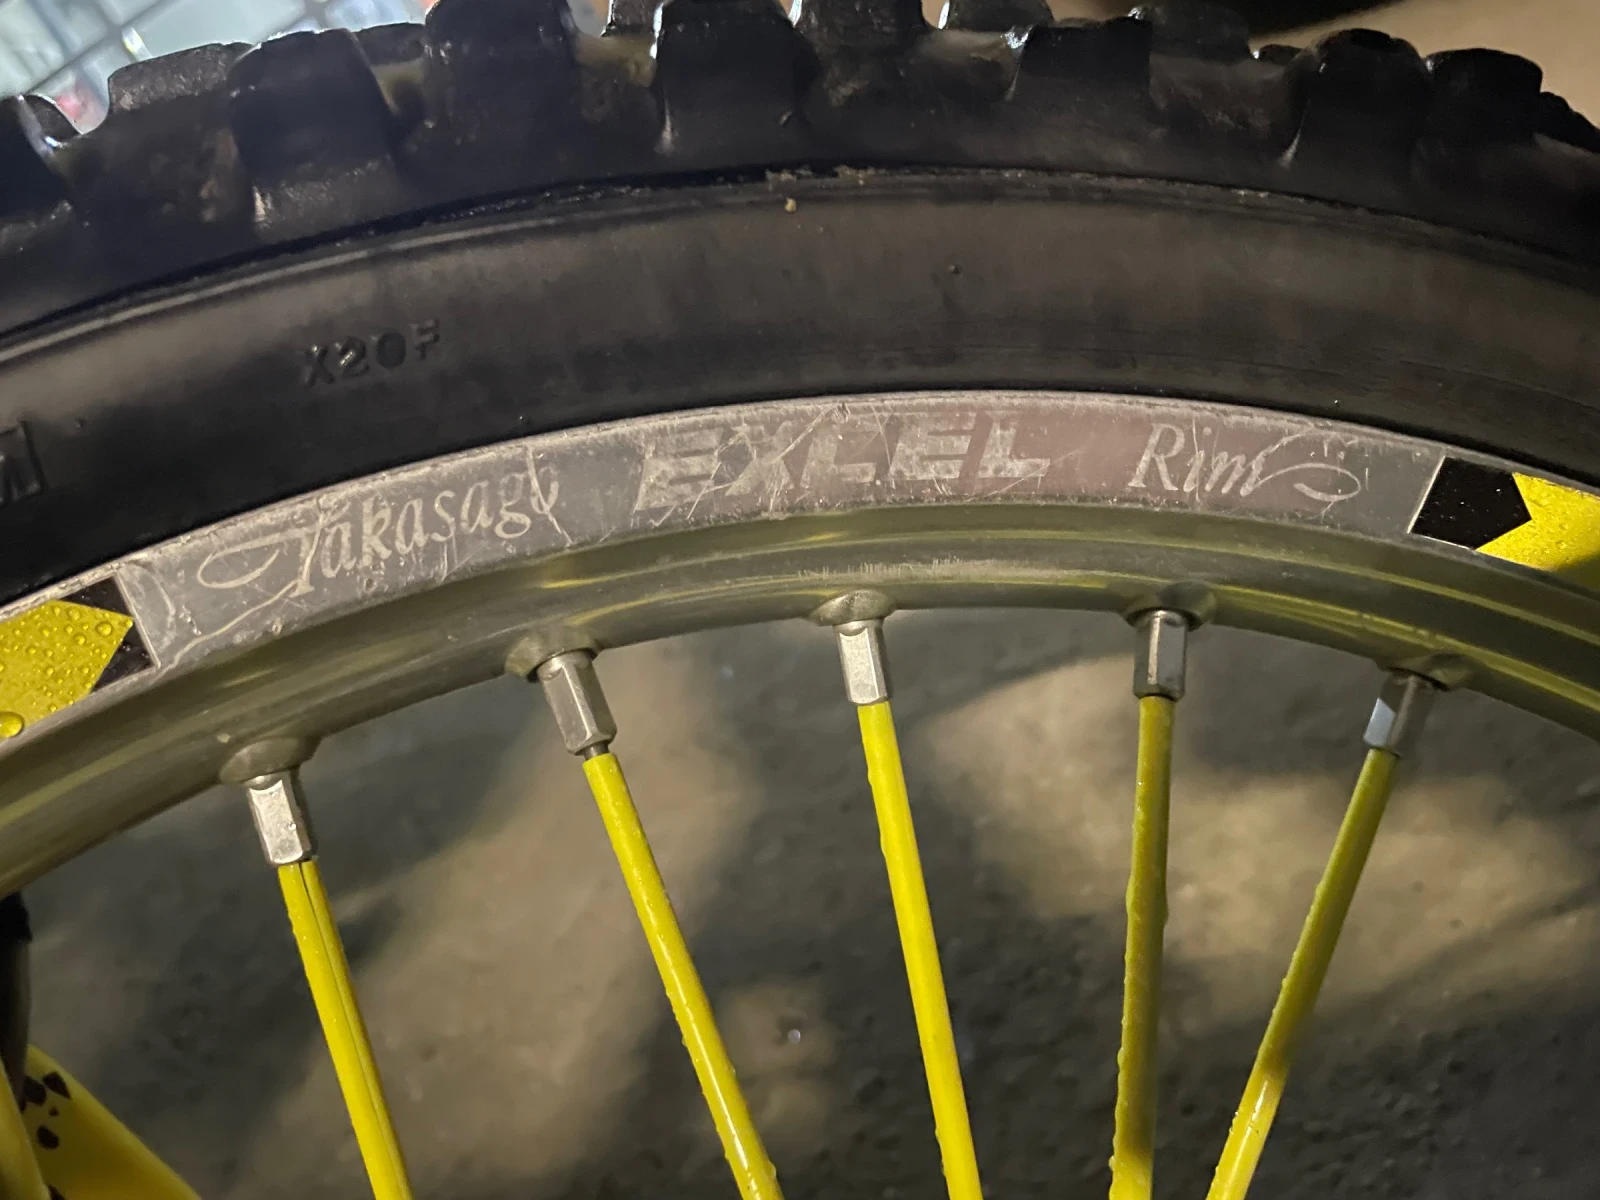 X20F
Takasago EXCEL Rim